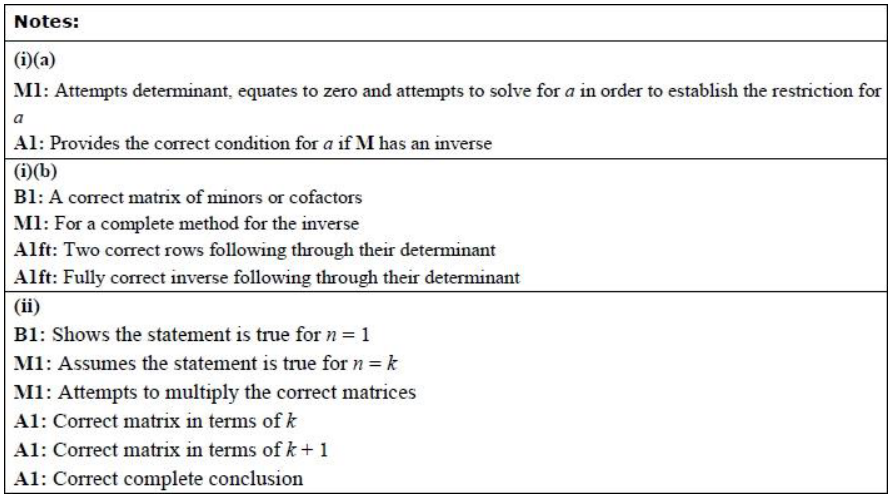 Notes:
(i)(a)
M1: Attempts determinant, equates to zero and attempts to solve for a in order to establish the restriction for
a
A1: Provides the correct condition for a if M has an inverse
(i)(b)
B1: A correct matrix of minors or cofactors
M1: For a complete method for the inverse
A1ft: Two correct rows following through their determinant
A1ft: Fully correct inverse following through their determinant
(ii)
B1: Shows the statement is true for n = 1
M1: Assumes the statement is true for n = k
M1: Attempts to multiply the correct matrices
A1: Correct matrix in terms of k
A1: Correct matrix in terms of k + 1
A1: Correct complete conclusion